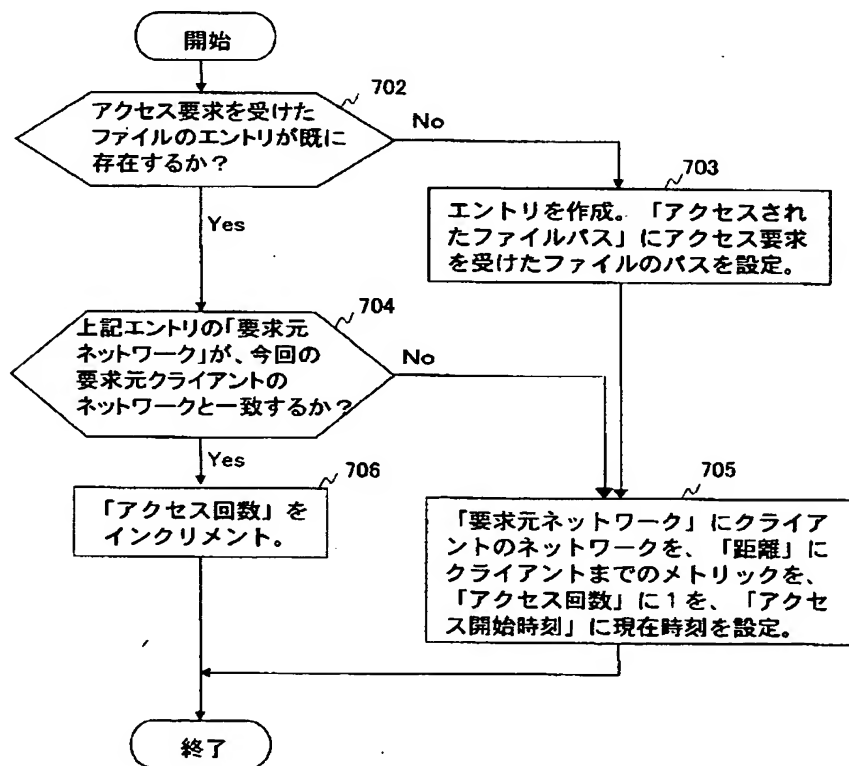 開始
702
アクセス要求を受けた
ファイルのエントリが既に
存在するか？
No
Yes
703
エントリを作成。「アクセスされ
たファイルパス」にアクセス要求
を受けたファイルのパスを設定。
704
上記エントリの「要求元
ネットワーク」が、今回の
要求元クライアントの
ネットワークと一致するか？
No
Yes
706
「アクセス回数」を
インクリメント。
705
「要求元ネットワーク」にクライア
ントのネットワークを、「距離」に
クライアントまでのメトリックを、
「アクセス回数」に1を、「アクセ
ス開始時刻」に現在時刻を設定。
終了